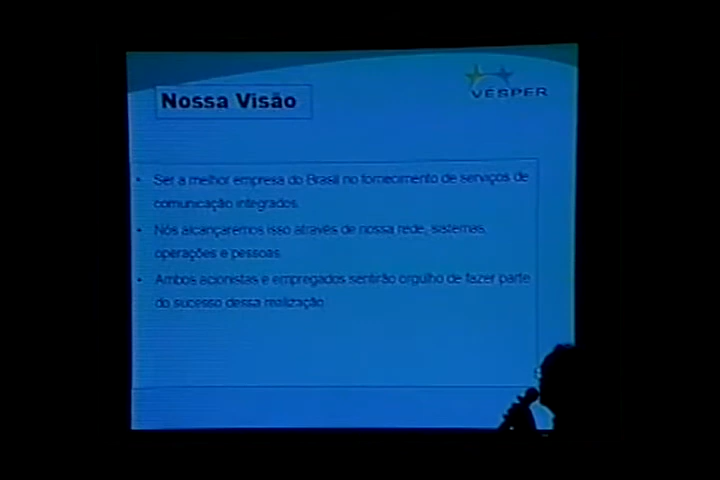 Nossa Visão
VÉSPER
• Ser a melhor empresa do Brasil no fornecimento de serviços de
comunicação integrados.
• Nós alcançaremos isso através de nossa rede, sistemas,
operações e pessoas.
• Ambos acionistas e empregados sentirão orgulho de fazer parte
do sucesso dessa realização.